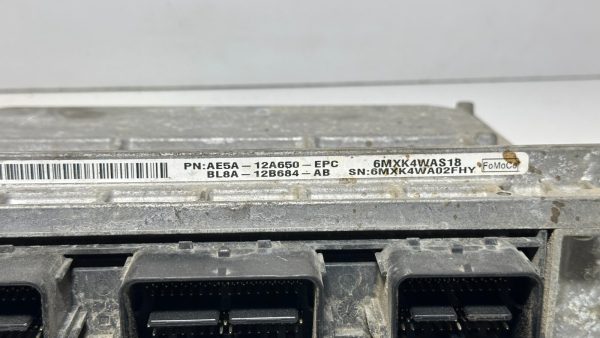 PN:AE5A-12A650-EPC 6MXK4WAS18
BL8A-12B684-AB SN:6MXK4WA02FHY FoMoCo